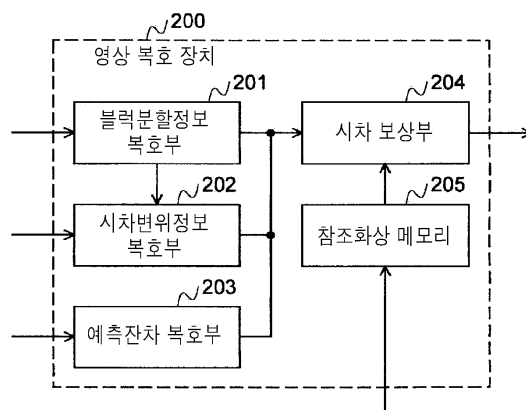 200
영상 복호 장치
201
블럭분할정보
복호부
202
시차변위정보
복호부
203
예측잔차 복호부
204
시차 보상부
205
참조화상 메모리